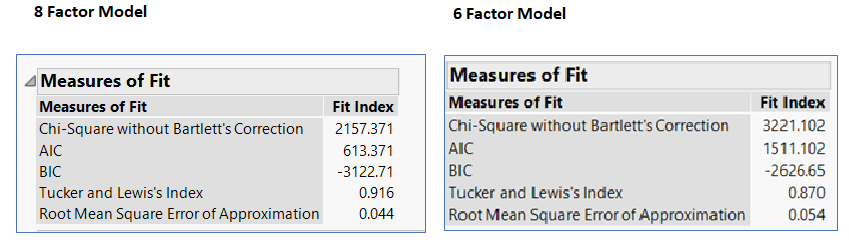 8 Factor Model
Measures of Fit
Measures of Fit Fit Index
Chi-Square without Bartlett's Correction 2157.371
AIC 613.371
BIC -3122.71
Tucker and Lewis's Index 0.916
Root Mean Square Error of Approximation 0.044
6 Factor Model
Measures of Fit
Measures of Fit Fit Index
Chi-Square without Bartlett's Correction 3221.102
AIC 1511.102
BIC -2626.65
Tucker and Lewis's Index 0.870
Root Mean Square Error of Approximation 0.054